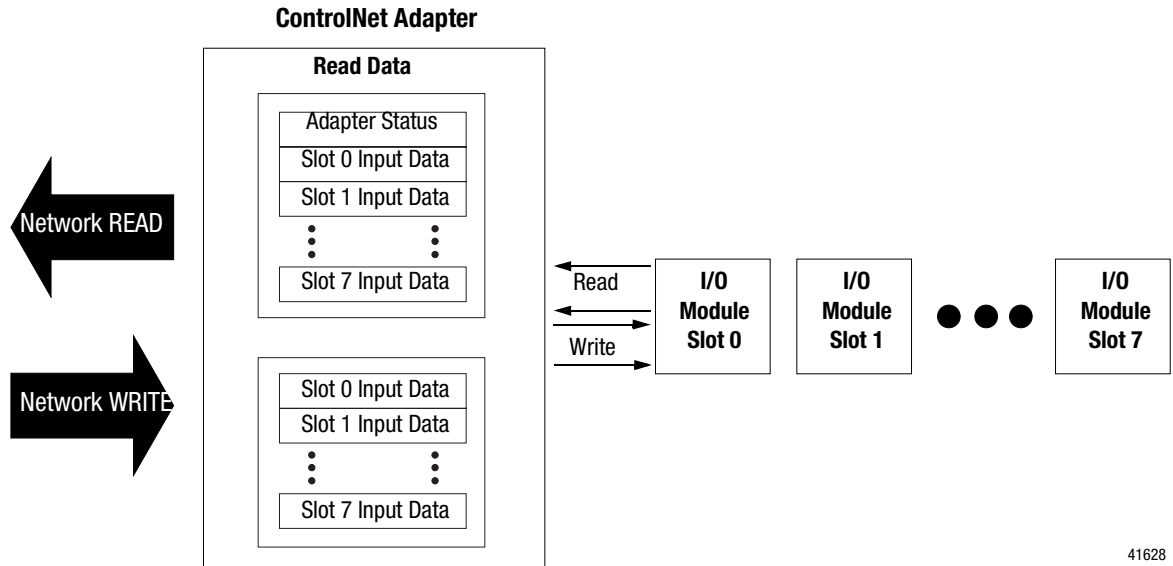 ControlNet Adapter
Read Data
Adapter Status
Slot 0 Input Data
Slot 1 Input Data
Slot 7 Input Data
Network READ
Network WRITE
Slot 0 Input Data
Slot 1 Input Data
Slot 7 Input Data
Read
Write
I/O
Module
Slot 0
I/O
Module
Slot 1
I/O
Module
Slot 7
41628